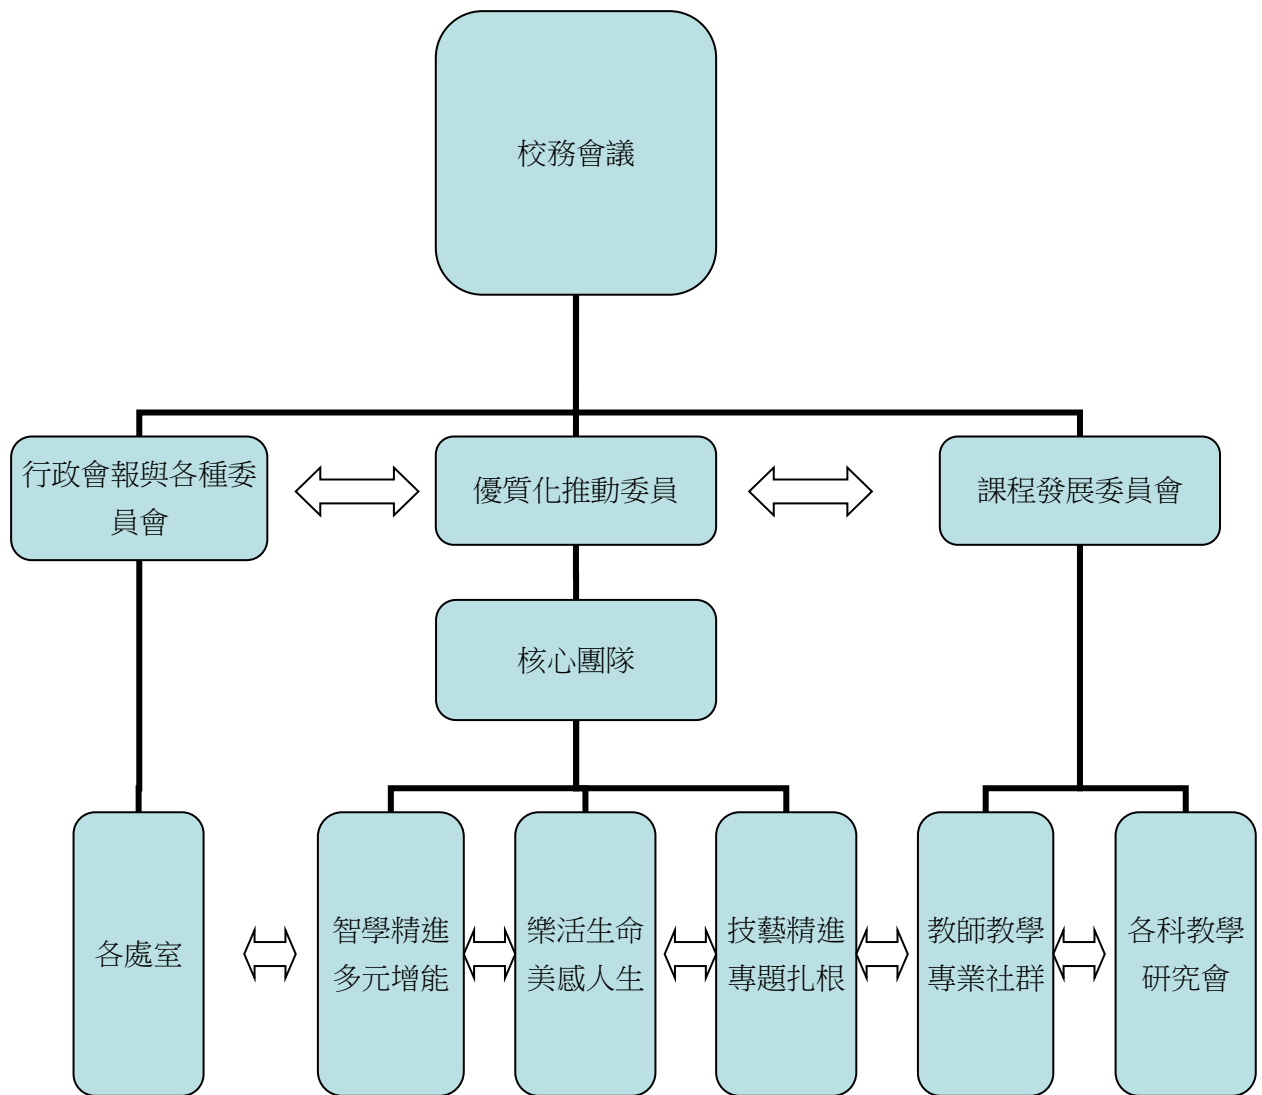 校務會議
行政會報與各種委
員會
優質化推動委員
課程發展委員會
核心團隊
各處室
智學精進
多元增能
樂活生命
美感人生
技藝精進
專題扎根
教師教學
專業社群
各科教學
研究會